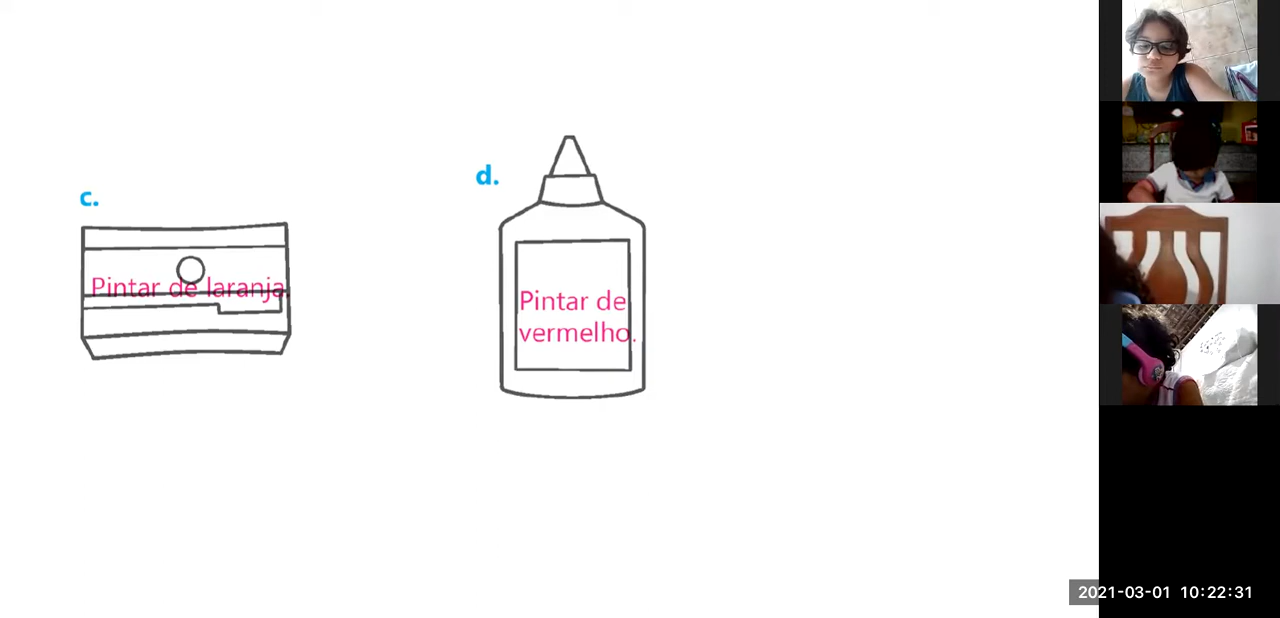 c.
Pintar de laranja.
d.
Pintar de
vermelho.
2021-03-01 10:22:31